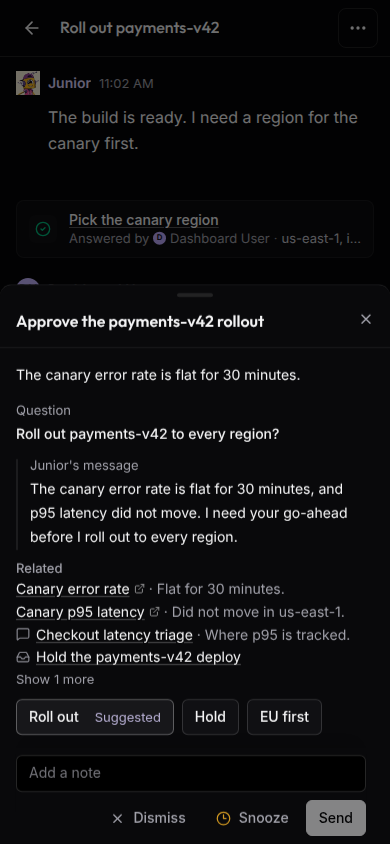 Roll out payments-v42
Junior 11:02 AM
The build is ready. I need a region for the
canary first.
Pick the canary region
Answered by D Dashboard User · us-east-1, i...
Approve the payments-v42 rollout
The canary error rate is flat for 30 minutes.
Question
Roll out payments-v42 to every region?
Junior's message
The canary error rate is flat for 30 minutes, and
p95 latency did not move. I need your go-ahead
before I roll out to every region.
Related
Canary error rate · Flat for 30 minutes.
Canary p95 latency · Did not move in us-east-1.
Checkout latency triage · Where p95 is tracked.
Hold the payments-v42 deploy
Show 1 more
Roll out Suggested Hold EU first
Add a note
Dismiss Snooze Send